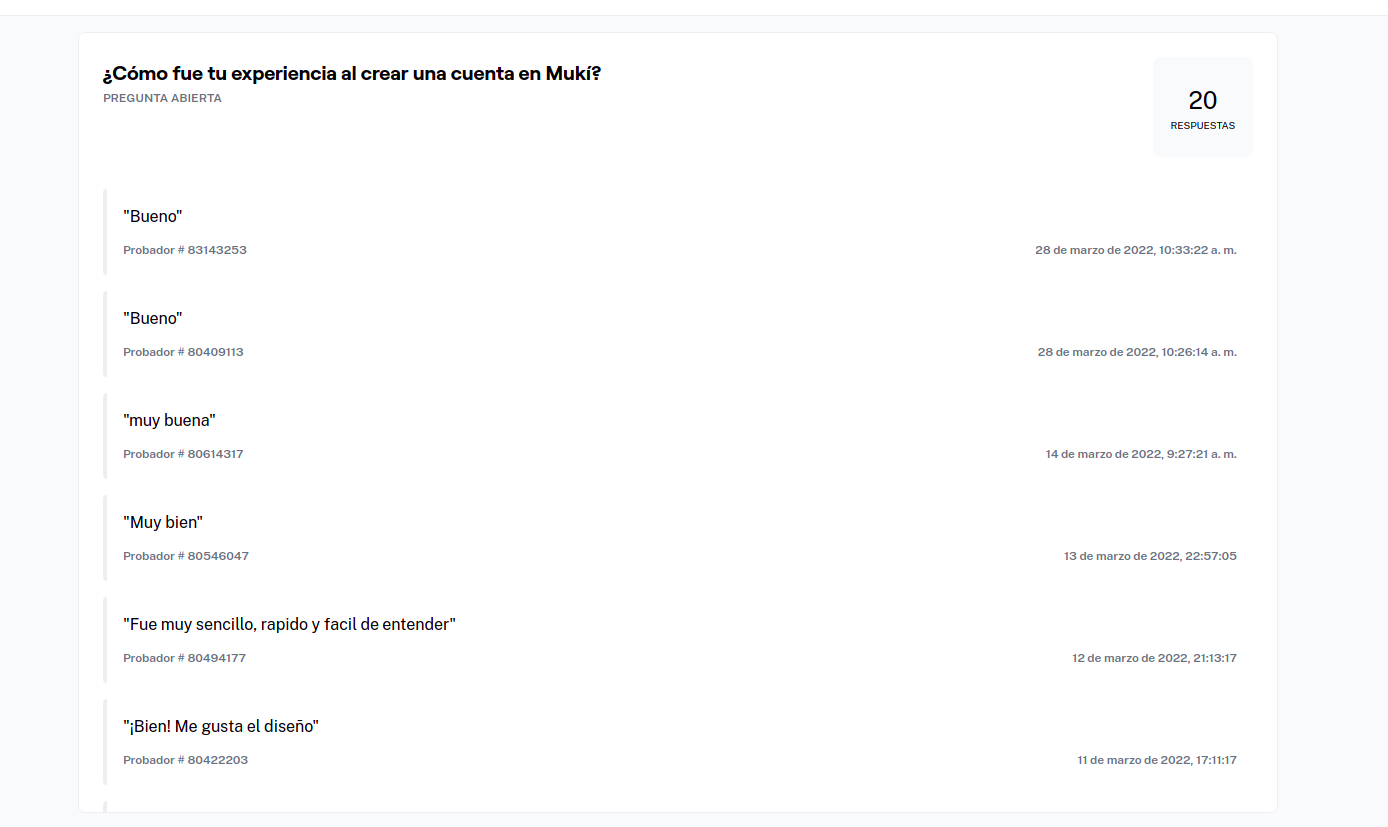 ¿Cómo fue tu experiencia al crear una cuenta en Mukí?
PREGUNTA ABIERTA
20
RESPUESTAS
"Bueno"
Probador # 83143253
28 de marzo de 2022, 10:33:22 a. m.
"Bueno"
Probador # 80409113
28 de marzo de 2022, 10:26:14 a. m.
"muy buena"
Probador # 80614317
14 de marzo de 2022, 9:27:21 a. m.
"Muy bien"
Probador # 80546047
13 de marzo de 2022, 22:57:05
"Fue muy sencillo, rapido y facil de entender"
Probador # 80494177
12 de marzo de 2022, 21:13:17
"¡Bien! Me gusta el diseño"
Probador # 80422203
11 de marzo de 2022, 17:11:17